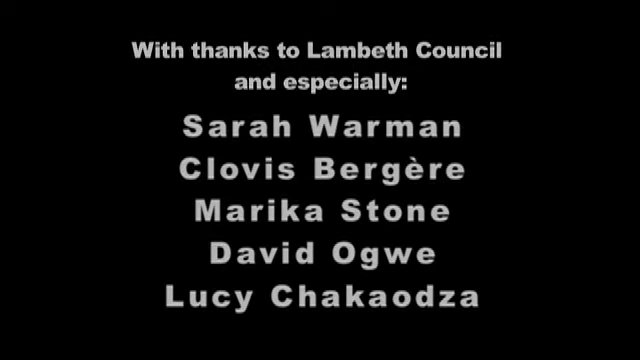 With thanks to Lambeth Council
and especially:
Sarah Warman
Clovis Bergère
Marika Stone
David Ogwe
Lucy Chakaodza